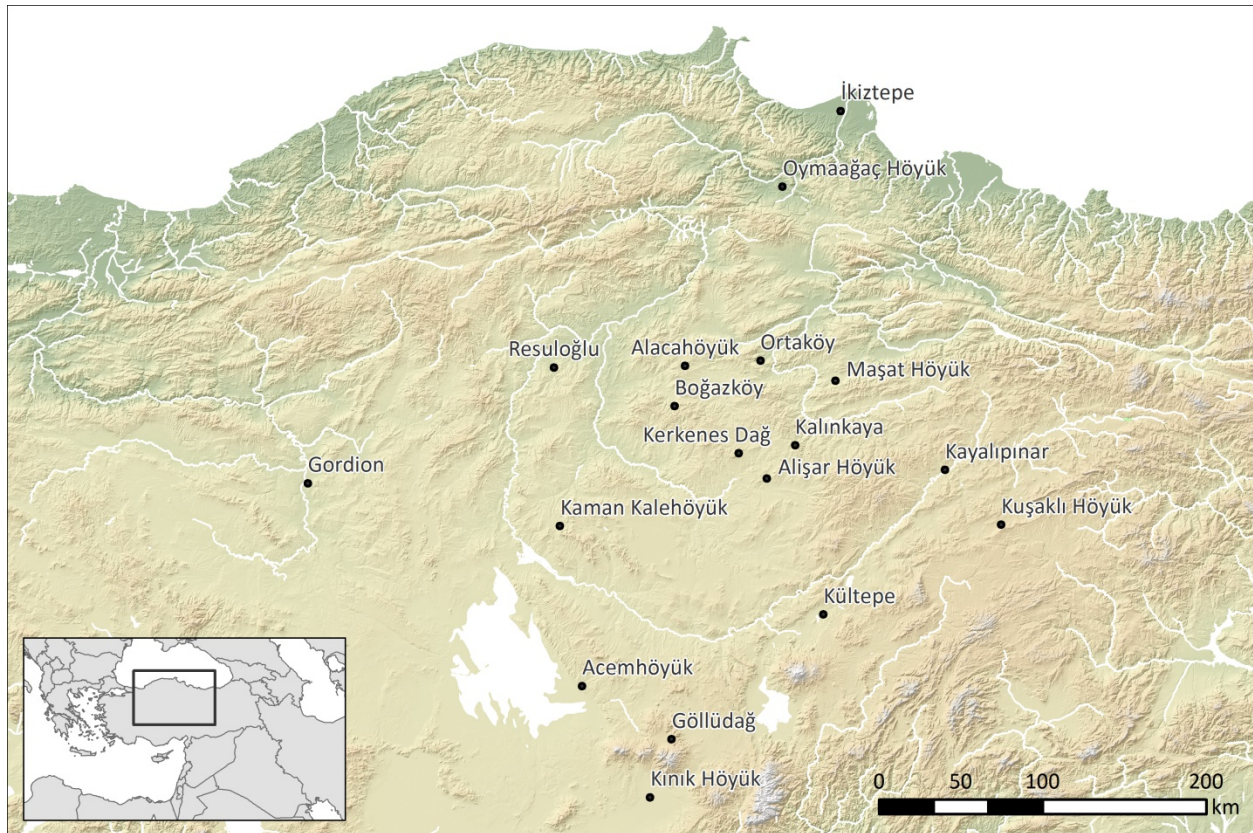 İkiztepe
Oymaağaç Höyük
Resuloğlu
Alacahöyük
Ortaköy
Maşat Höyük
Boğazköy
Kerkenes Dağ
Kalınkaya
Alişar Höyük
Kayalıpınar
Gordion
Kaman Kalehöyük
Kuşaklı Höyük
Kültepe
Acemhöyük
Göllüdağ
Kınık Höyük
0 50 100 200
km